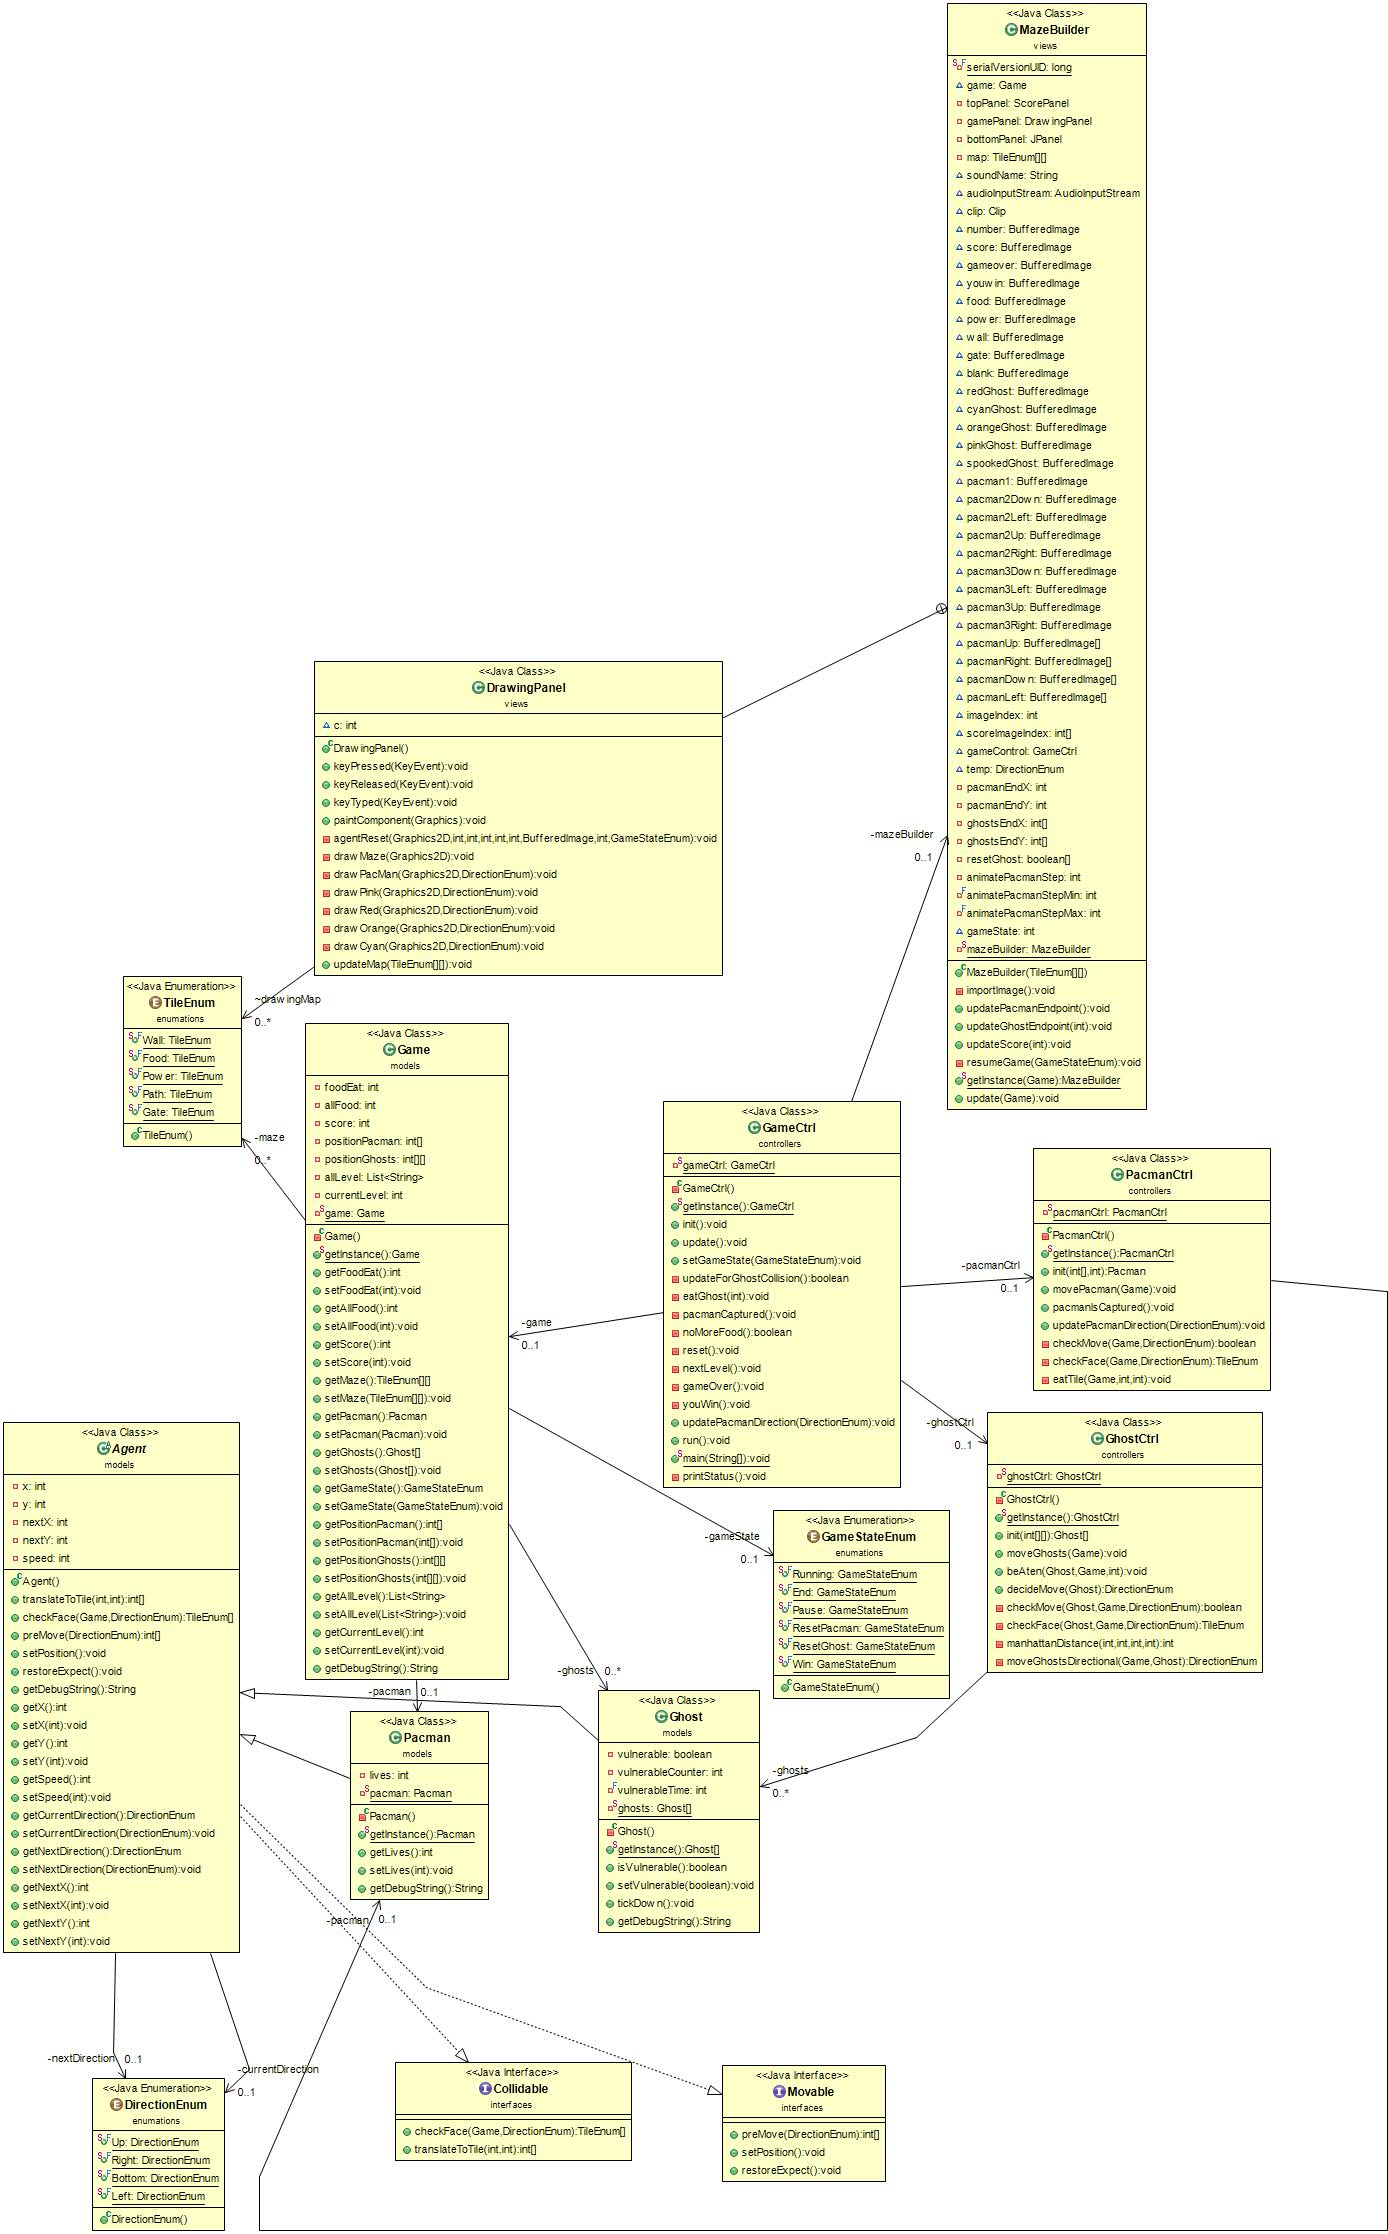 <<Java Class>>
MazeBuilder
views
serialVersionUID: long
game: Game
topPanel: ScorePanel
gamePanel: DrawingPanel
bottomPanel: JPanel
map: TileEnum[][]
soundName: String
audioInputStream: AudioInputStream
clip: Clip
number: BufferedImage
score: BufferedImage
gameover: BufferedImage
youwin: BufferedImage
food: BufferedImage
power: BufferedImage
wall: BufferedImage
gate: BufferedImage
blank: BufferedImage
redGhost: BufferedImage
cyanGhost: BufferedImage
orangeGhost: BufferedImage
pinkGhost: BufferedImage
spookedGhost: BufferedImage
pacman1: BufferedImage
pacman2Down: BufferedImage
pacman2Left: BufferedImage
pacman2Up: BufferedImage
pacman2Right: BufferedImage
pacman3Down: BufferedImage
pacman3Left: BufferedImage
pacman3Up: BufferedImage
pacman3Right: BufferedImage
pacmanUp: BufferedImage[]
pacmanRight: BufferedImage[]
pacmanDown: BufferedImage[]
pacmanLeft: BufferedImage[]
imageIndex: int
scoreImageIndex: int[]
gameControl: GameCtrl
temp: DirectionEnum
pacmanEndX: int
pacmanEndY: int
ghostsEndX: int[]
ghostsEndY: int[]
resetGhost: boolean[]
animatePacmanStep: int
animatePacmanStepMin: int
animatePacmanStepMax: int
gameState: int
mazeBuilder: MazeBuilder
MazeBuilder(TileEnum[][])
importImage():void
updatePacmanEndpoint():void
updateGhostEndpoint(int):void
updateScore(int):void
resumeGame(GameStateEnum):void
getInstance(Game):MazeBuilder
update(Game):void
<<Java Class>>
DrawingPanel
views
c: int
DrawingPanel()
keyPressed(KeyEvent):void
keyReleased(KeyEvent):void
keyTyped(KeyEvent):void
paintComponent(Graphics):void
agentReset(Graphics2D,int,int,int,int,int,BufferedImage,int,GameStateEnum):void
drawMaze(Graphics2D):void
drawPacMan(Graphics2D,DirectionEnum):void
drawPink(Graphics2D,DirectionEnum):void
drawRed(Graphics2D,DirectionEnum):void
drawOrange(Graphics2D,DirectionEnum):void
drawCyan(Graphics2D,DirectionEnum):void
updateMap(TileEnum[][]):void
-mazeBuilder
0..1
~drawingMap
0..*
<<Java Enumeration>>
TileEnum
enumations
Wall: TileEnum
Food: TileEnum
Power: TileEnum
Path: TileEnum
Gate: TileEnum
TileEnum()
-maze
0..*
<<Java Class>>
Game
models
foodEat: int
allFood: int
score: int
positionPacman: int[]
positionGhosts: int[][]
allLevel: List<String>
currentLevel: int
game: Game
Game()
getInstance():Game
getFoodEat():int
setFoodEat(int):void
getAllFood():int
setAllFood(int):void
getScore():int
setScore(int):void
getMaze():TileEnum[][]
setMaze(TileEnum[][]):void
getPacman():Pacman
setPacman(Pacman):void
getGhosts():Ghost[]
setGhosts(Ghost[]):void
getGameState():GameStateEnum
setGameState(GameStateEnum):void
getPositionPacman():int[]
setPositionPacman(int[]):void
getPositionGhosts():int[][]
setPositionGhosts(int[][]):void
getAllLevel():List<String>
setAllLevel(List<String>):void
getCurrentLevel():int
setCurrentLevel(int):void
getDebugString():String
<<Java Class>>
GameCtrl
controllers
gameCtrl: GameCtrl
GameCtrl()
getInstance():GameCtrl
init():void
update():void
setGameState(GameStateEnum):void
updateForGhostCollision():boolean
eatGhost(int):void
pacmanCaptured():void
noMoreFood():boolean
reset():void
nextLevel():void
gameOver():void
youWin():void
updatePacmanDirection(DirectionEnum):void
run():void
main(String[]):void
printStatus():void
-game
0..1
-pacmanCtrl
0..1
<<Java Class>>
PacmanCtrl
controllers
pacmanCtrl: PacmanCtrl
PacmanCtrl()
getInstance():PacmanCtrl
init(int[],int):Pacman
movePacman(Game):void
pacmanIsCaptured():void
updatePacmanDirection(DirectionEnum):void
checkMove(Game,DirectionEnum):boolean
checkFace(Game,DirectionEnum):TileEnum
eatTile(Game,int,int):void
-ghostCtrl
0..1
<<Java Class>>
GhostCtrl
controllers
ghostCtrl: GhostCtrl
GhostCtrl()
getInstance():GhostCtrl
init(int[][]):Ghost[]
moveGhosts(Game):void
beAten(Ghost,Game,int):void
decideMove(Ghost):DirectionEnum
checkMove(Ghost,Game,DirectionEnum):boolean
checkFace(Ghost,Game,DirectionEnum):TileEnum
manhattanDistance(int,int,int,int):int
moveGhostsDirectional(Game,Ghost):DirectionEnum
<<Java Class>>
Agent
models
x: int
y: int
nextX: int
nextY: int
speed: int
Agent()
translateToTile(int,int):int[]
checkFace(Game,DirectionEnum):TileEnum[]
preMove(DirectionEnum):int[]
setPosition():void
restoreExpect():void
getDebugString():String
getX():int
setX(int):void
getY():int
setY(int):void
getSpeed():int
setSpeed(int):void
getCurrentDirection():DirectionEnum
setCurrentDirection(DirectionEnum):void
getNextDirection():DirectionEnum
setNextDirection(DirectionEnum):void
getNextX():int
setNextX(int):void
getNextY():int
setNextY(int):void
-gameState
0..1
<<Java Enumeration>>
GameStateEnum
enumations
Running: GameStateEnum
End: GameStateEnum
Pause: GameStateEnum
ResetPacman: GameStateEnum
ResetGhost: GameStateEnum
Win: GameStateEnum
GameStateEnum()
-ghosts
0..*
-pacman
0..1
<<Java Class>>
Pacman
models
lives: int
pacman: Pacman
Pacman()
getInstance():Pacman
getLives():int
setLives(int):void
getDebugString():String
<<Java Class>>
Ghost
models
vulnerable: boolean
vulnerableCounter: int
vulnerableTime: int
ghosts: Ghost[]
Ghost()
getInstance():Ghost[]
isVulnerable():boolean
setVulnerable(boolean):void
tickDown():void
getDebugString():String
-ghosts
0..*
-pacman
0..1
-nextDirection
0..1
-currentDirection
0..1
<<Java Enumeration>>
DirectionEnum
enumations
Up: DirectionEnum
Right: DirectionEnum
Bottom: DirectionEnum
Left: DirectionEnum
DirectionEnum()
<<Java Interface>>
Collidable
interfaces
checkFace(Game,DirectionEnum):TileEnum[]
translateToTile(int,int):int[]
<<Java Interface>>
Movable
interfaces
preMove(DirectionEnum):int[]
setPosition():void
restoreExpect():void